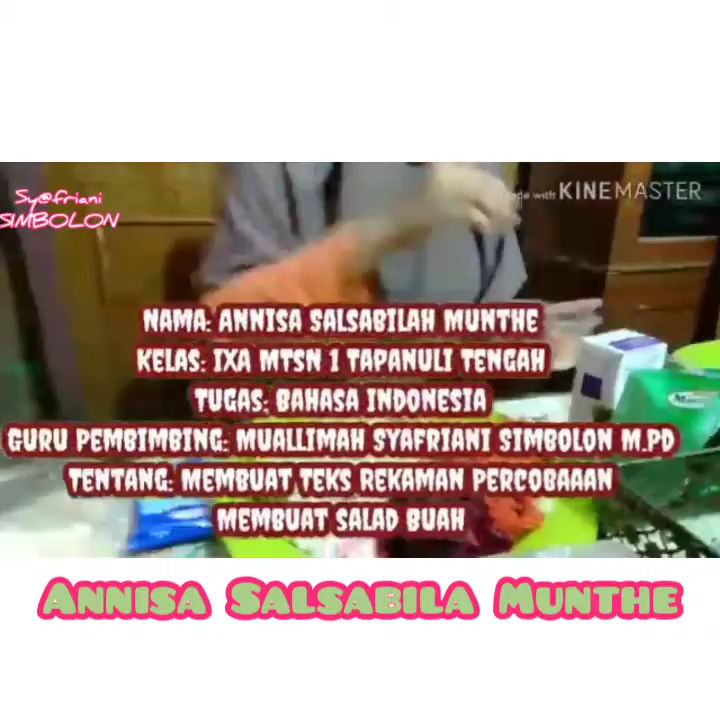 Sy@friani
SIMBOLON
Made with KINEMASTER
NAMA: ANNISA SALSABILAH MUNTHE
KELAS: IXA MTSN 1 TAPANULI TENGAH
TUGAS: BAHASA INDONESIA
GURU PEMBIMBING: MUALLIMAH SYAFRIANI SIMBOLON M.PD
TENTANG: MEMBUAT TEKS REKAMAN PERCOBAAAN
MEMBUAT SALAD BUAH
ANNISA SALSABILA MUNTHE